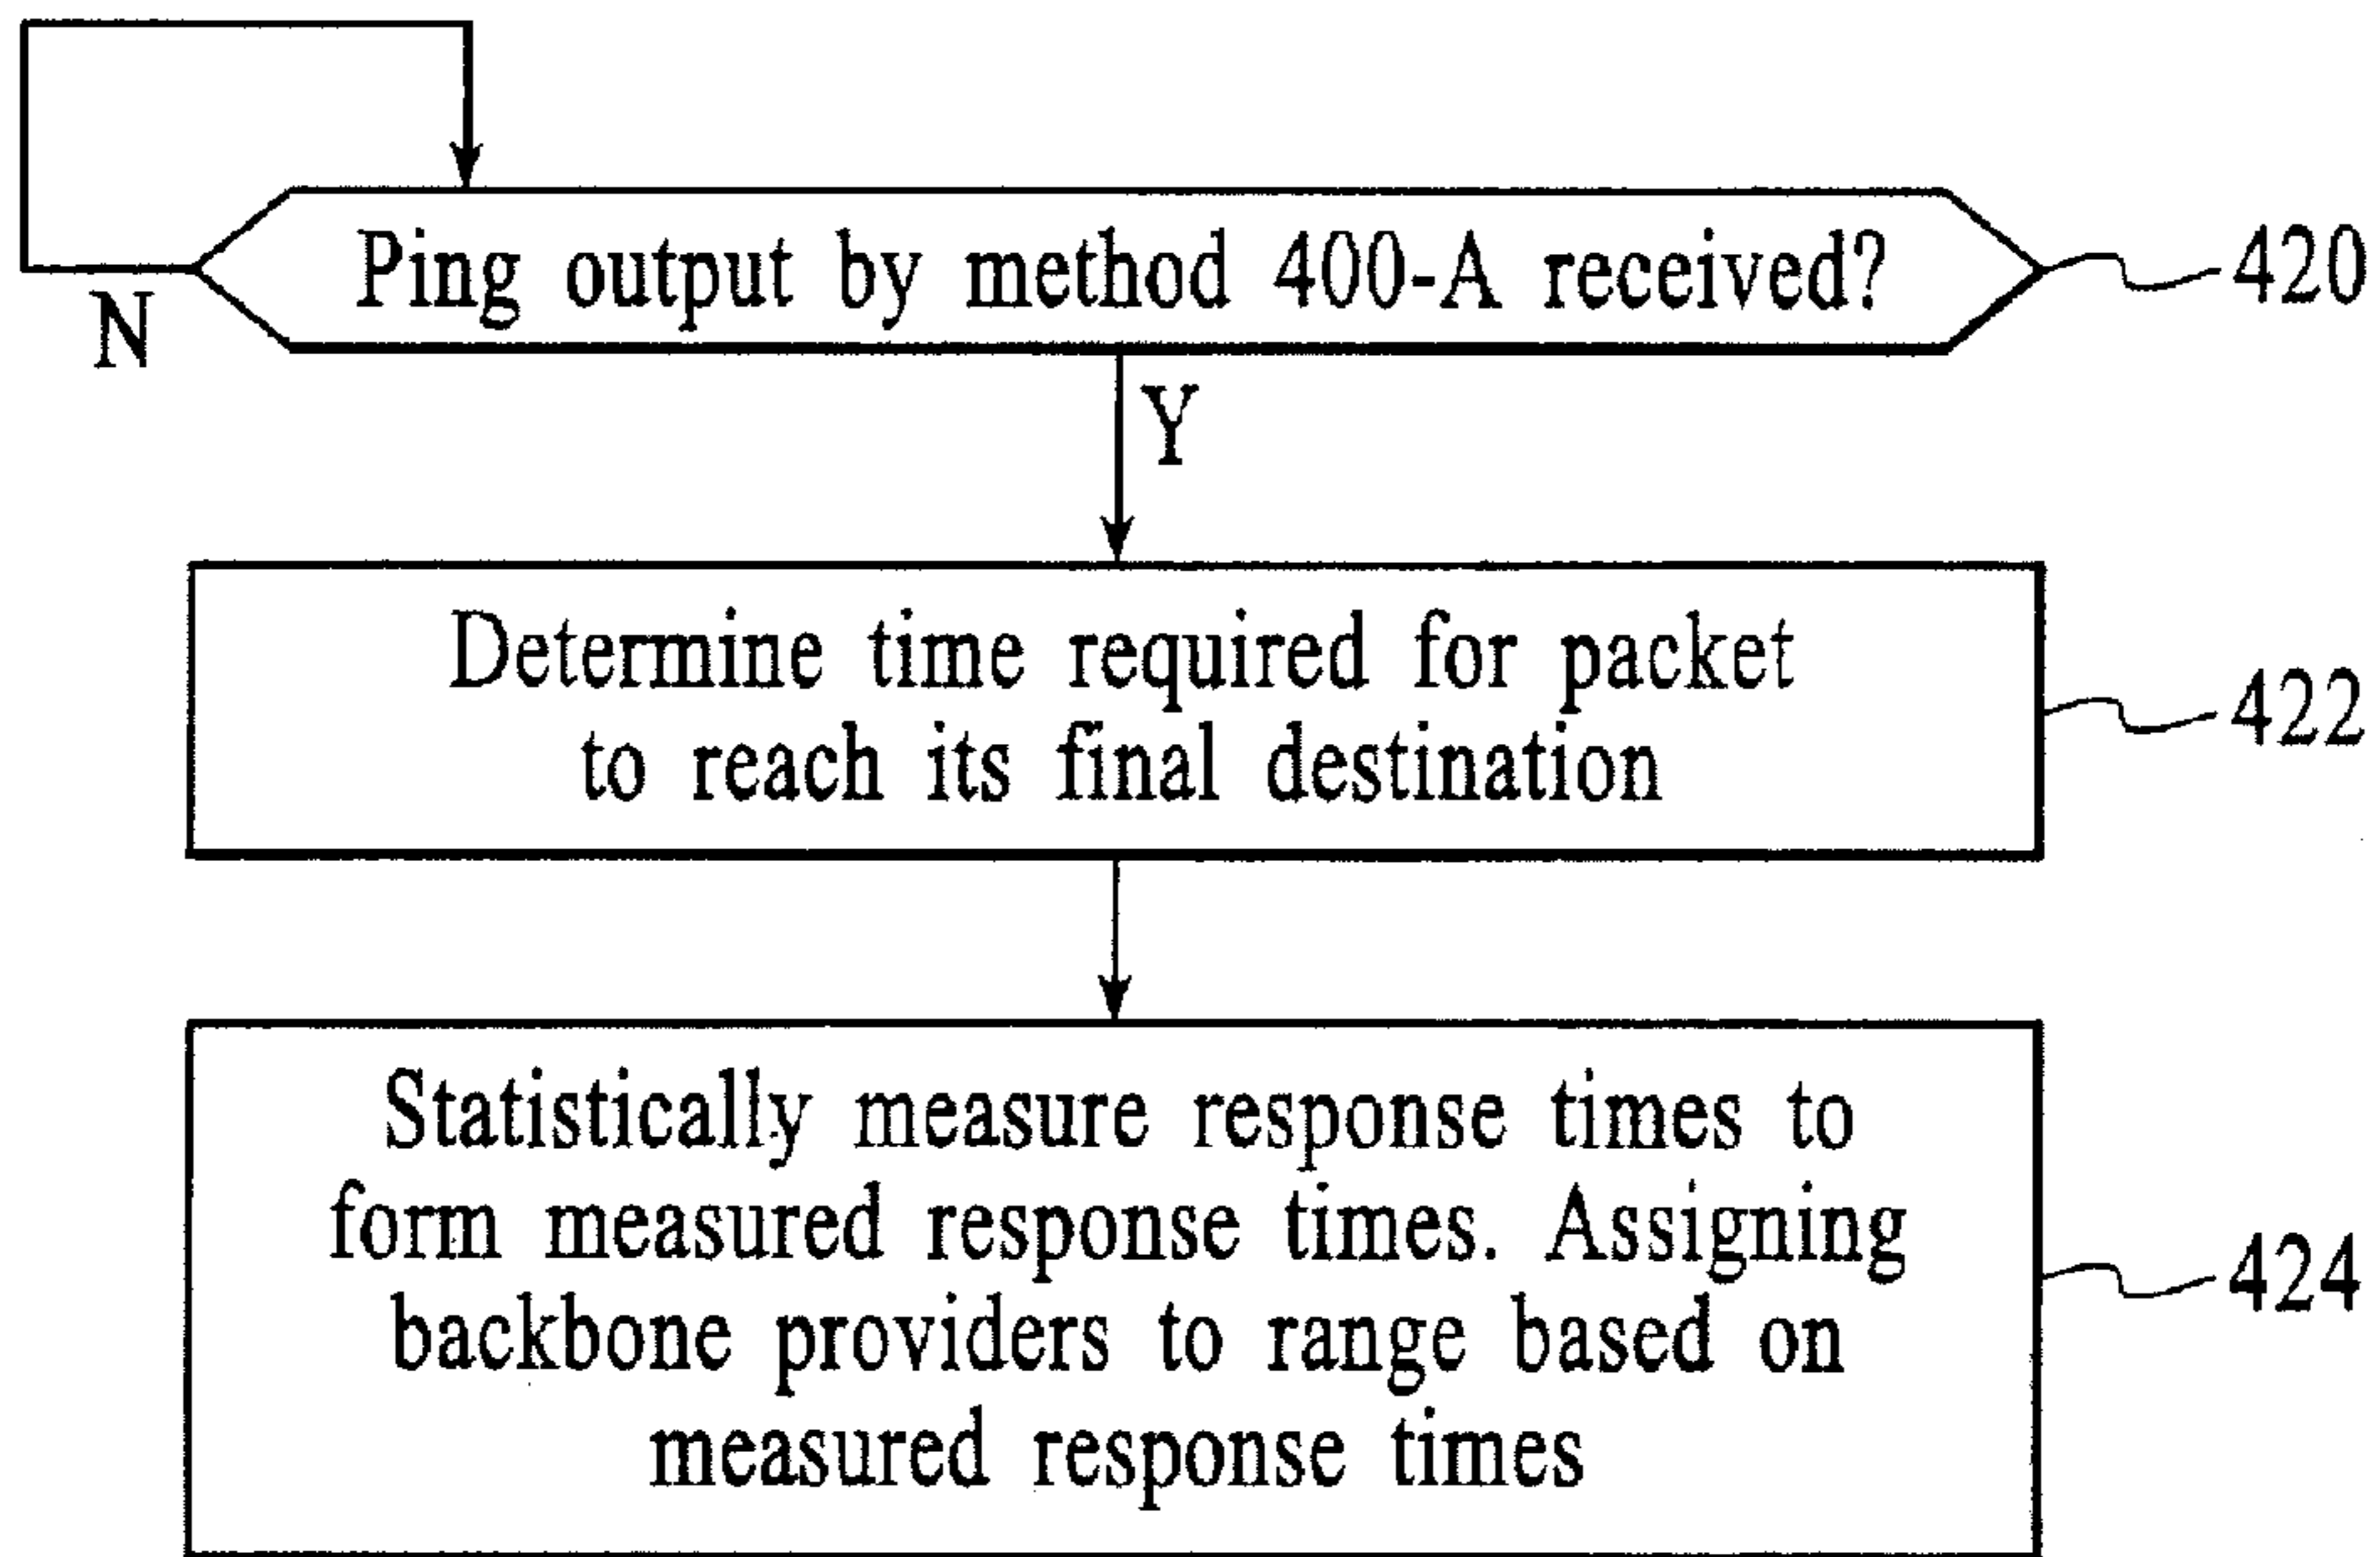 Ping output by method 400-A received?
420
N
Y
Determine time required for packet
to reach its final destination
422
Statistically measure response times to
form measured response times. Assigning
backbone providers to range based on
measured response times
424